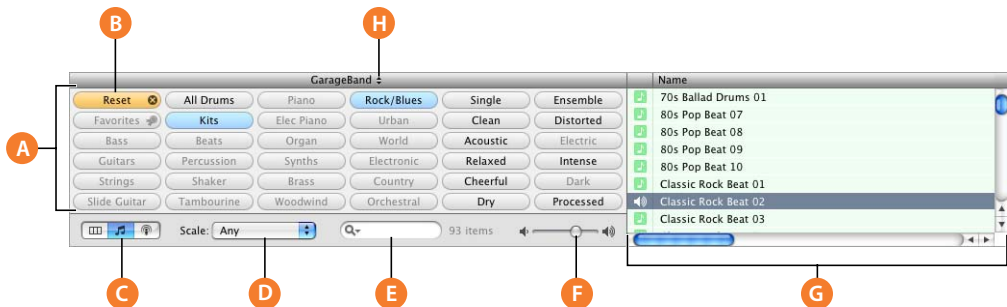 B
H
GarageBand
Name
Reset All Drums Piano Rock/Blues Single Ensemble
Favorites Kits Elec Piano Urban Clean Distorted
Bass Beats Organ World Acoustic Electric
Guitars Percussion Synths Electronic Relaxed Intense
Strings Shaker Brass Country Cheerful Dark
Slide Guitar Tambourine Woodwind Orchestral Dry Processed
A
70s Ballad Drums 01
80s Pop Beat 07
80s Pop Beat 08
80s Pop Beat 09
80s Pop Beat 10
Classic Rock Beat 01
Classic Rock Beat 02
Classic Rock Beat 03
Scale: Any 93 items
C
D
E
F
G